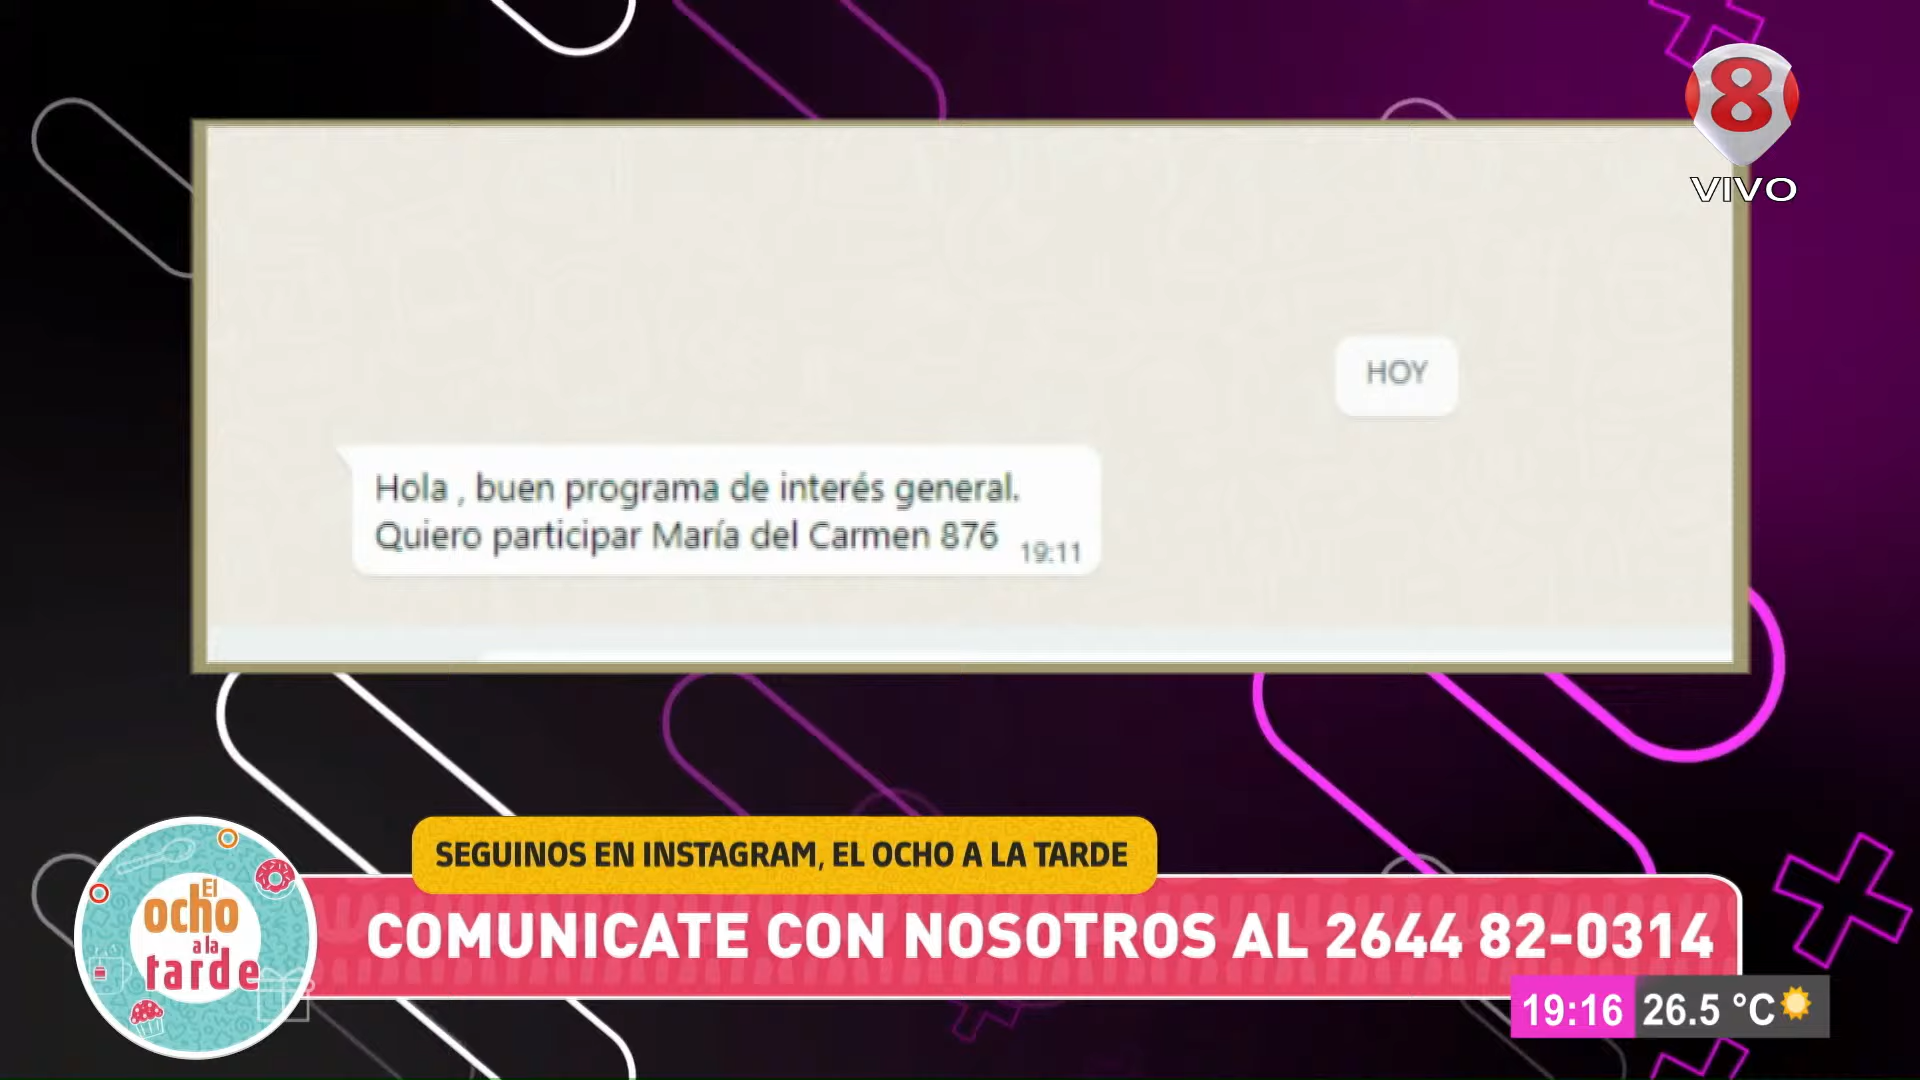 8
VIVO
HOY
Hola , buen programa de interés general.
Quiero participar María del Carmen 876
19:11
SEGUINOS EN INSTAGRAM, EL OCHO A LA TARDE
El
ocho
a la
tarde
COMUNICATE CON NOSOTROS AL 2644 82-0314
19:16 26.5 °C